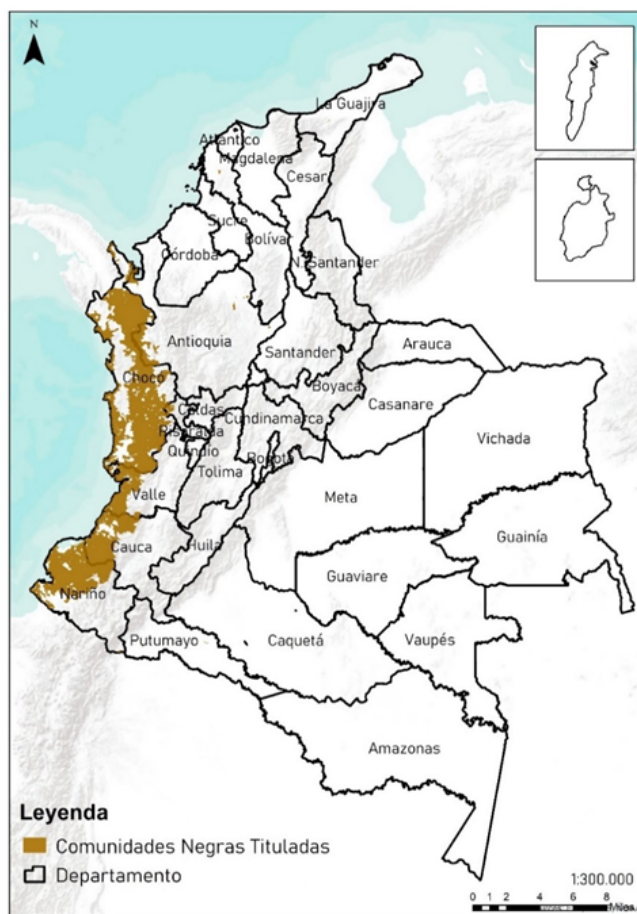 N
La Guajira
Atlántico
Magdalena
Cesar
Sucre
Bolívar
Córdoba
N. Santander
Antioquia
Santander
Arauca
Chocó
Boyacá
Casanare
Caldas
Cundinamarca
Vichada
Risaralda
Quindío
Bogotá
Tolima
Valle
Meta
Guainía
Cauca
Huila
Guaviare
Nariño
Putumayo
Caquetá
Vaupés
Amazonas
Leyenda
Comunidades Negras Tituladas
Departamento
1:300.000
0 1 2 4 6 8
Miles